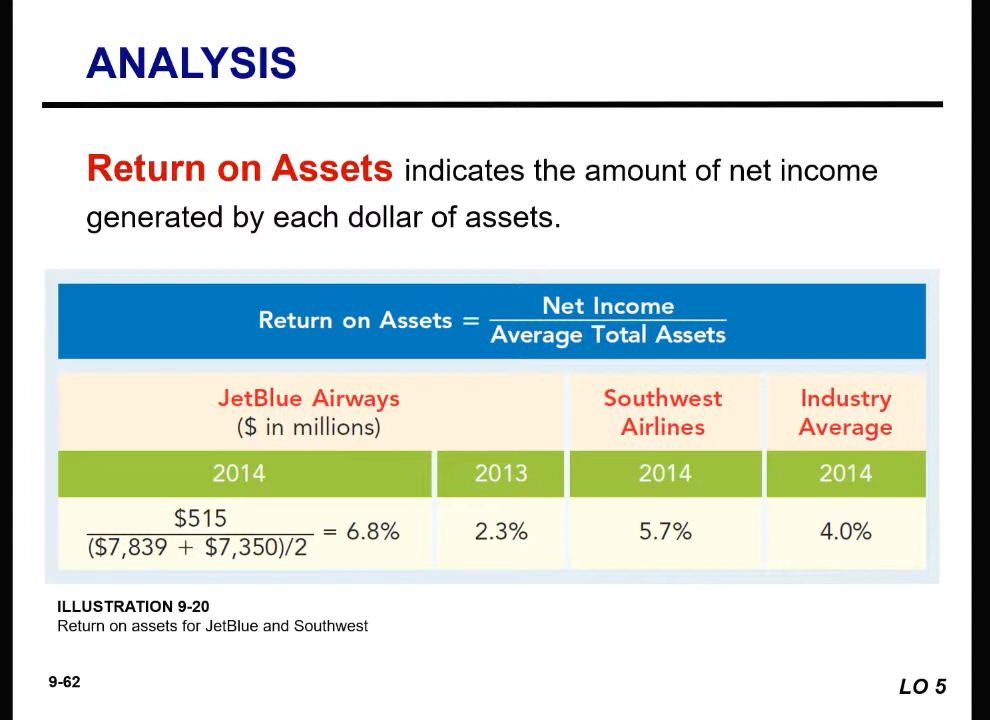 ANALYSIS
Return on Assets indicates the amount of net income
generated by each dollar of assets.
Return on Assets = Net Income
Average Total Assets
JetBlue Airways
($ in millions)
Southwest
Airlines
Industry
Average
2014 2013 2014 2014
$515
($7,839 + $7,350)/2 = 6.8% 2.3% 5.7% 4.0%
ILLUSTRATION 9-20
Return on assets for JetBlue and Southwest
9-62
LO 5